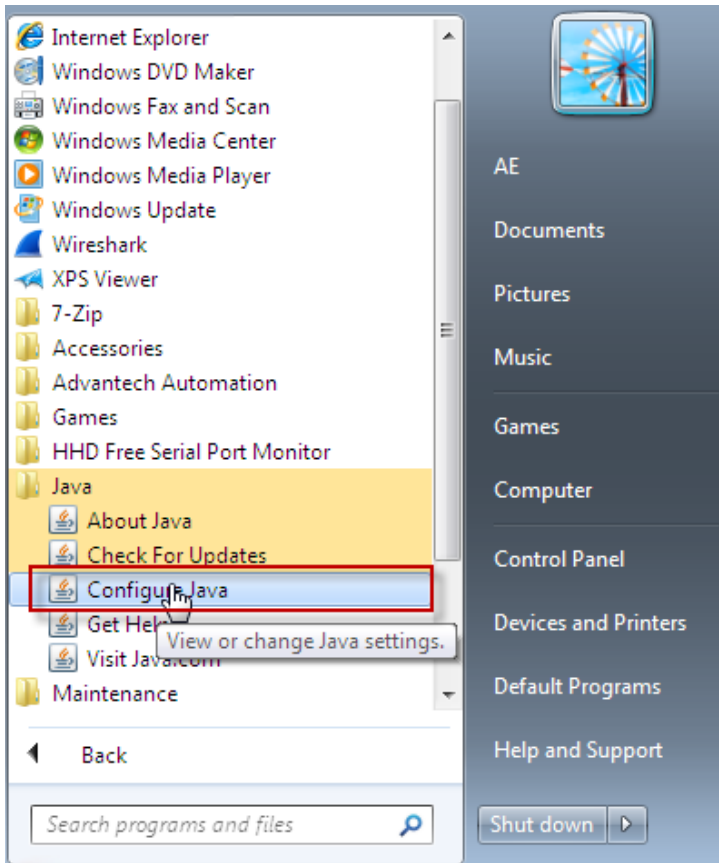 Internet Explorer
Windows DVD Maker
Windows Fax and Scan
Windows Media Center
Windows Media Player
Windows Update
Wireshark
XPS Viewer
7-Zip
Accessories
Advantech Automation
Games
HHD Free Serial Port Monitor
Java
About Java
Check For Updates
Configure Java
Get Help
View or change Java settings.
Visit Java.com
Maintenance
Back
Search programs and files
AE
Documents
Pictures
Music
Games
Computer
Control Panel
Devices and Printers
Default Programs
Help and Support
Shut down